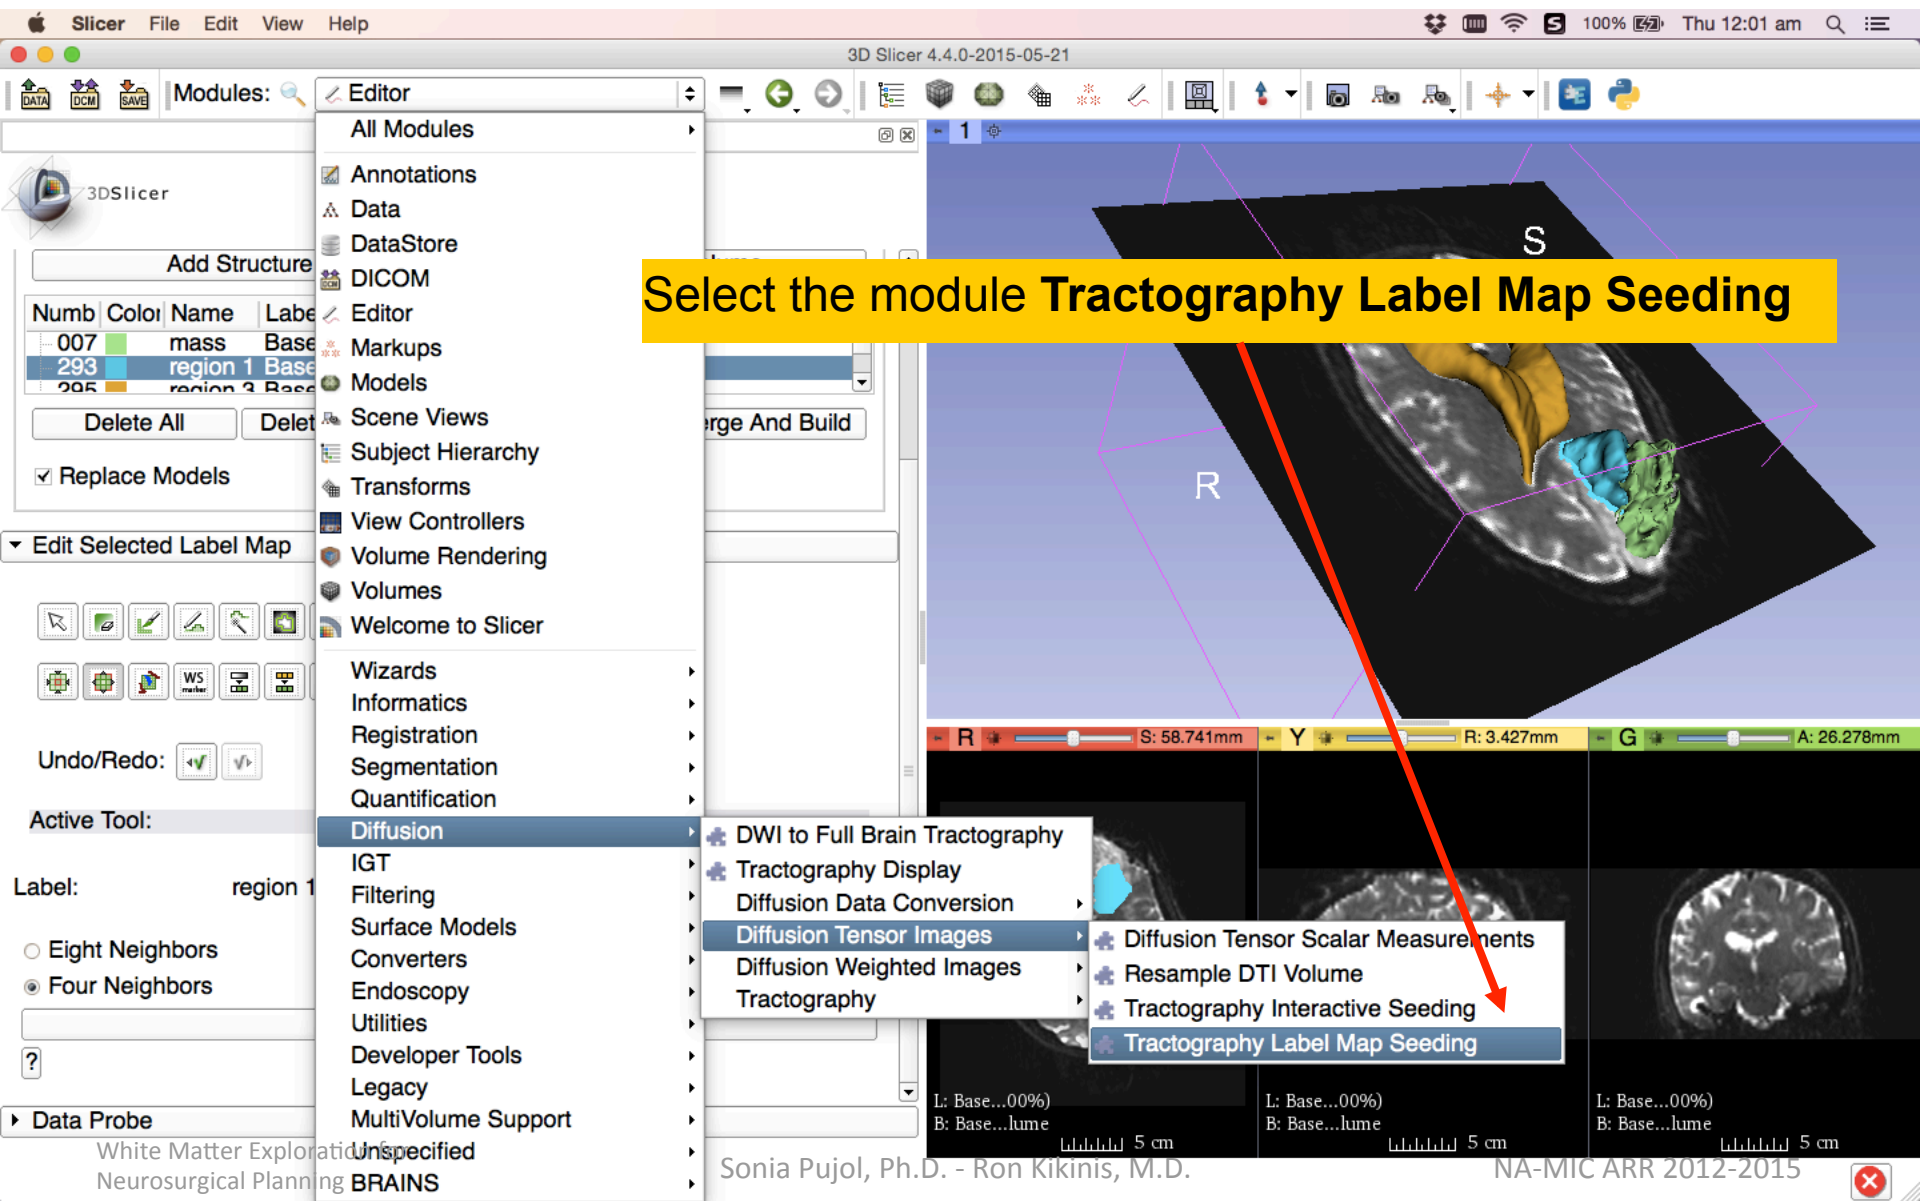 Slicer File Edit View Help
100% Thu 12:01 am
3D Slicer 4.4.0-2015-05-21
DATA DCM SAVE Modules: Editor
All Modules
Annotations
Data
DataStore
DICOM
Editor
Markups
Models
Scene Views
Subject Hierarchy
Transforms
View Controllers
Volume Rendering
Volumes
Welcome to Slicer
Wizards
Informatics
Registration
Segmentation
Quantification
Diffusion
IGT
Filtering
Surface Models
Converters
Endoscopy
Utilities
Developer Tools
Legacy
MultiVolume Support
Unspecified
BRAINS
3DSlicer
Add Structure
Numb Color Name Labe
007 mass Base
293 region 1 Base
295 region 3 Base
Delete All Delet
erge And Build
Replace Models
Edit Selected Label Map
WS
marker
Undo/Redo:
Active Tool:
Label: region 1
Eight Neighbors
Four Neighbors
?
Data Probe
DWI to Full Brain Tractography
Tractography Display
Diffusion Data Conversion
Diffusion Tensor Images
Diffusion Weighted Images
Tractography
Diffusion Tensor Scalar Measurements
Resample DTI Volume
Tractography Interactive Seeding
Tractography Label Map Seeding
Select the module Tractography Label Map Seeding
1
S
R
R S: 58.741mm
Y R: 3.427mm
G A: 26.278mm
L: Base...00%)
B: Base...lume
5 cm
L: Base...00%)
B: Base...lume
5 cm
L: Base...00%)
B: Base...lume
5 cm
White Matter Exploration for
Neurosurgical Planning
Sonia Pujol, Ph.D. - Ron Kikinis, M.D.
NA-MIC ARR 2012-2015